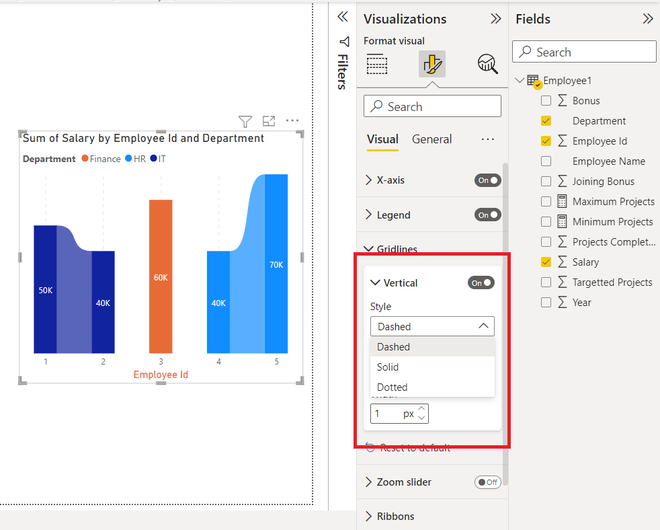 Sum of Salary by Employee Id and Department
Department Finance HR IT
50K
40K
60K
40K
70K
1 2 3 4 5
Employee Id
Filters
Visualizations
Format visual
Search
Visual General
X-axis On
Legend On
Gridlines
Vertical On
Style
Dashed
Dashed
Solid
Dotted
1 px
Reset to default
Zoom slider Off
Ribbons
Fields
Search
Employee1
Bonus
Department
Employee Id
Employee Name
Joining Bonus
Maximum Projects
Minimum Projects
Projects Complet...
Salary
Targetted Projects
Year